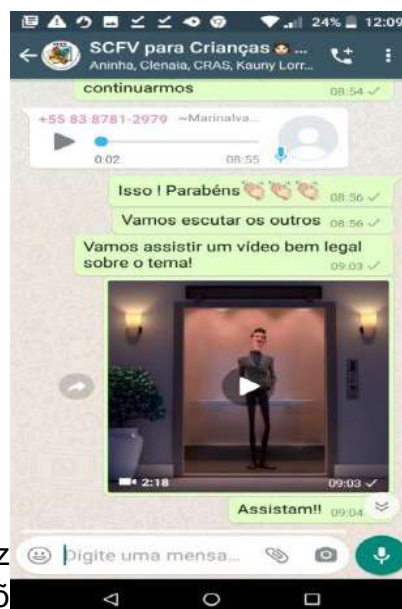 24% 12:09
SCFV para Crianças ...
Aninha, Clenaia, CRAS, Kauny Lorr...
continuarmos 08:54
+55 83 8781-2979 ~Marinalva...
0:02 08:55
Isso ! Parabéns 08:56
Vamos escutar os outros 08:56
Vamos assistir um vídeo bem legal
sobre o tema! 09:03
2:18 09:03
Assistam!! 09:04
z
Digite uma mensa...
õ